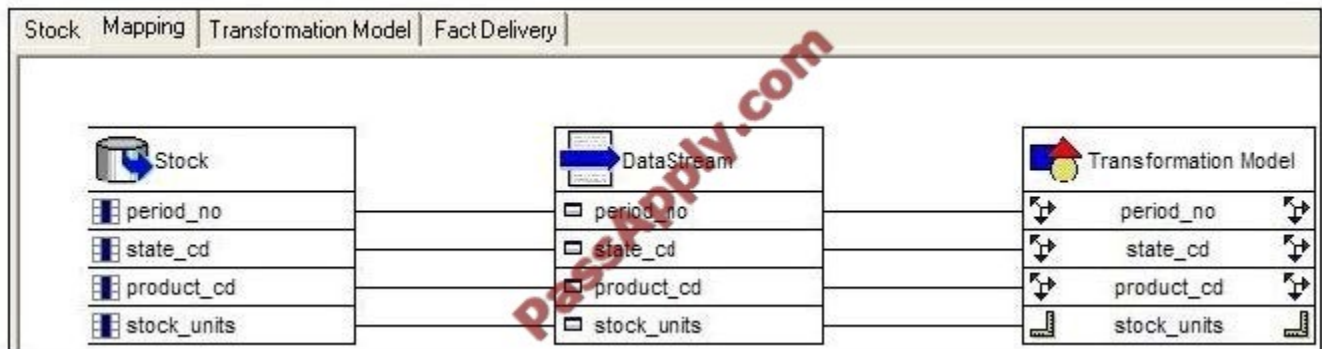 Stock Mapping Transformation Model Fact Delivery
Stock DataStream Transformation Model
period_no period_no period_no
state_cd state_cd state_cd
product_cd product_cd product_cd
stock_units stock_units stock_units
PassApply.com